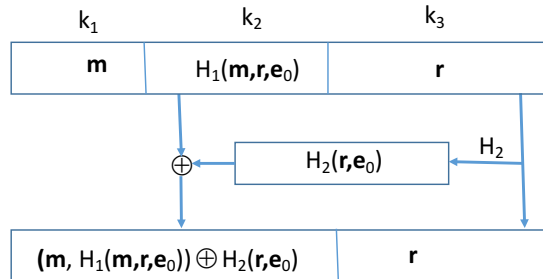 k₁ k₂ k₃
m H₁(m,r,e₀) r
H₂
⊕ H₂(r,e₀)
(m, H₁(m,r,e₀)) ⊕ H₂(r,e₀) r